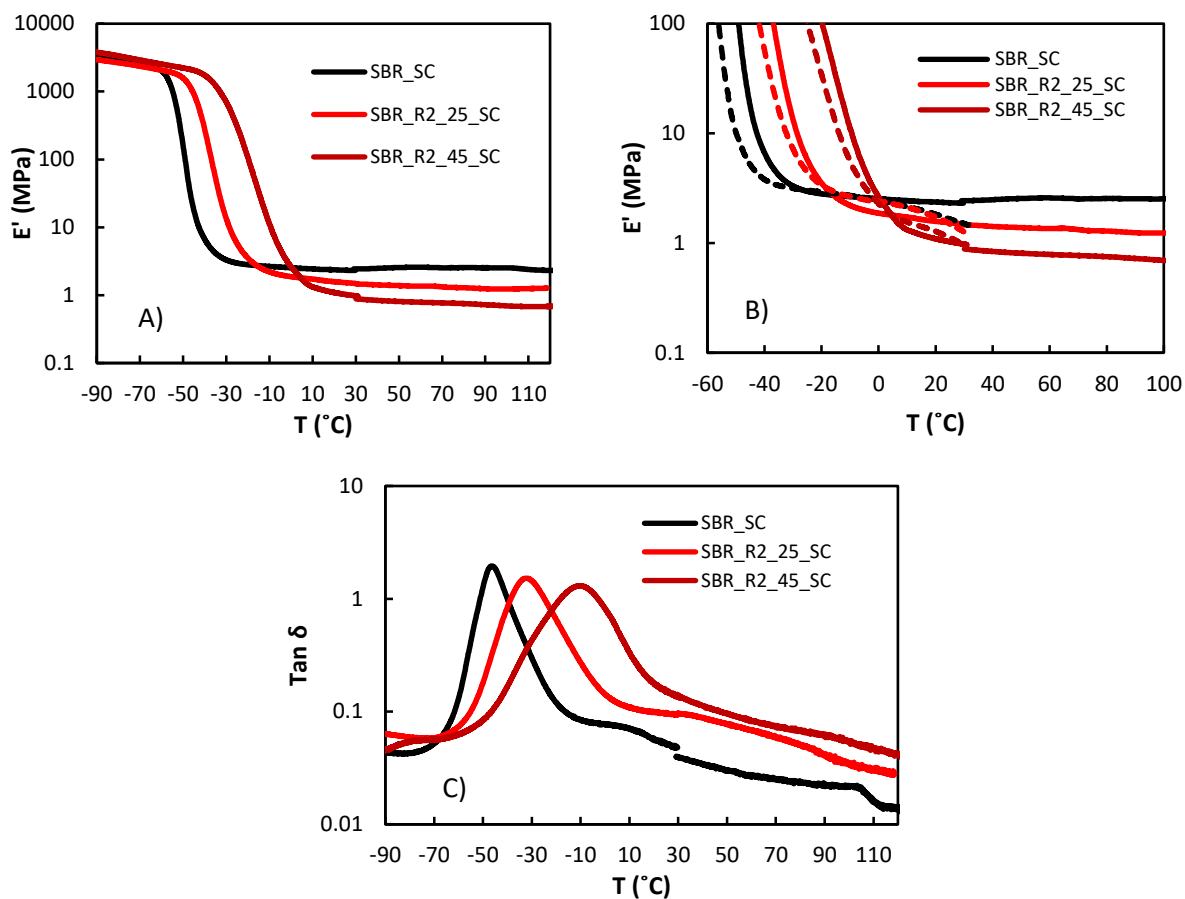 10000
1000
100
10
1
0.1
E' (MPa)
SBR_SC
SBR_R2_25_SC
SBR_R2_45_SC
A)
-90 -70 -50 -30 -10 10 30 50 70 90 110
T (˚C)
100
10
1
0.1
E' (MPa)
SBR_SC
SBR_R2_25_SC
SBR_R2_45_SC
B)
-60 -40 -20 0 20 40 60 80 100
T (˚C)
10
1
0.1
0.01
Tan δ
SBR_SC
SBR_R2_25_SC
SBR_R2_45_SC
C)
-90 -70 -50 -30 -10 10 30 50 70 90 110
T (˚C)